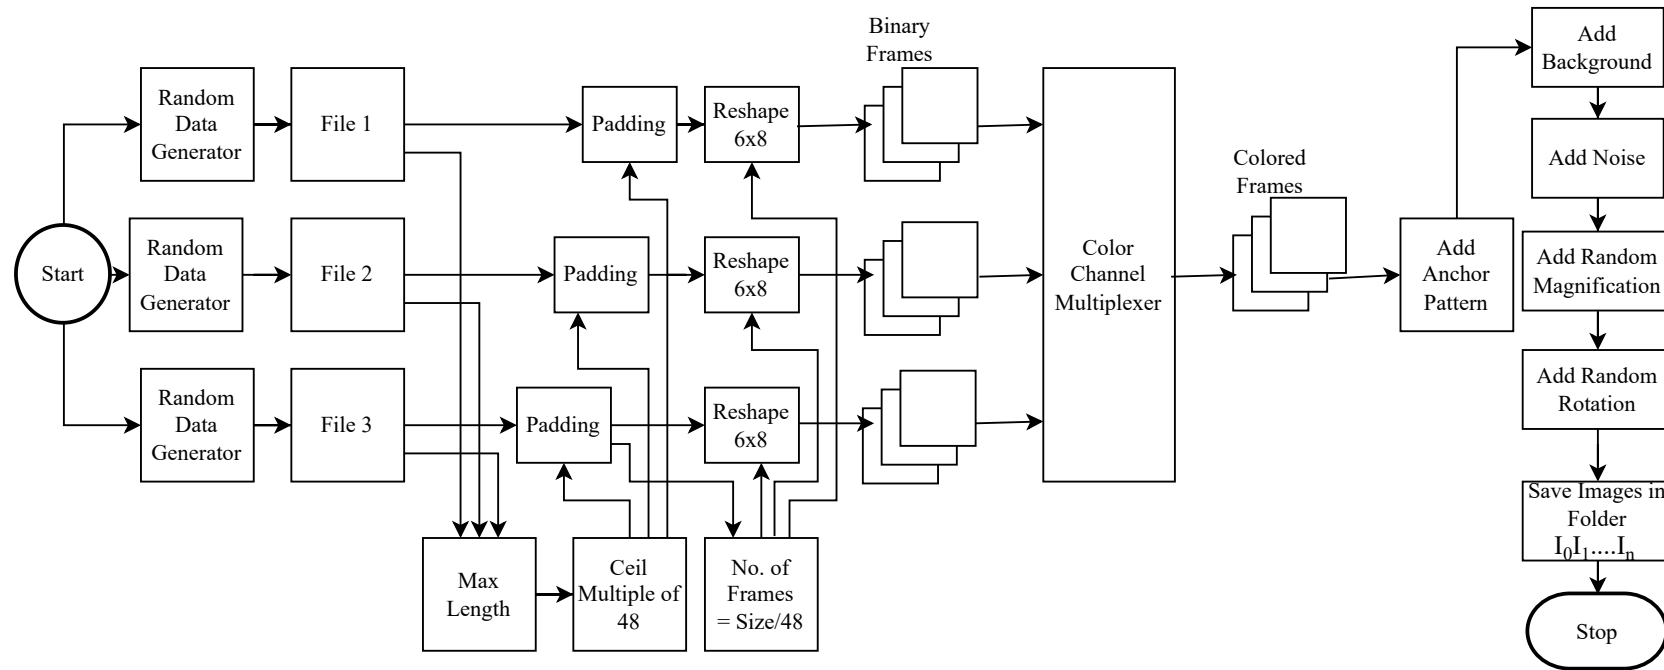 Start
Random
Data
Generator
File 1
Padding
Reshape
6x8
Binary
Frames
Random
Data
Generator
File 2
Padding
Reshape
6x8
Random
Data
Generator
File 3
Padding
Reshape
6x8
Max
Length
Ceil
Multiple of
48
No. of
Frames
= Size/48
Color
Channel
Multiplexer
Colored
Frames
Add
Anchor
Pattern
Add
Background
Add Noise
Add Random
Magnification
Add Random
Rotation
Save Images in
Folder
I₀I₁....Iₙ
Stop